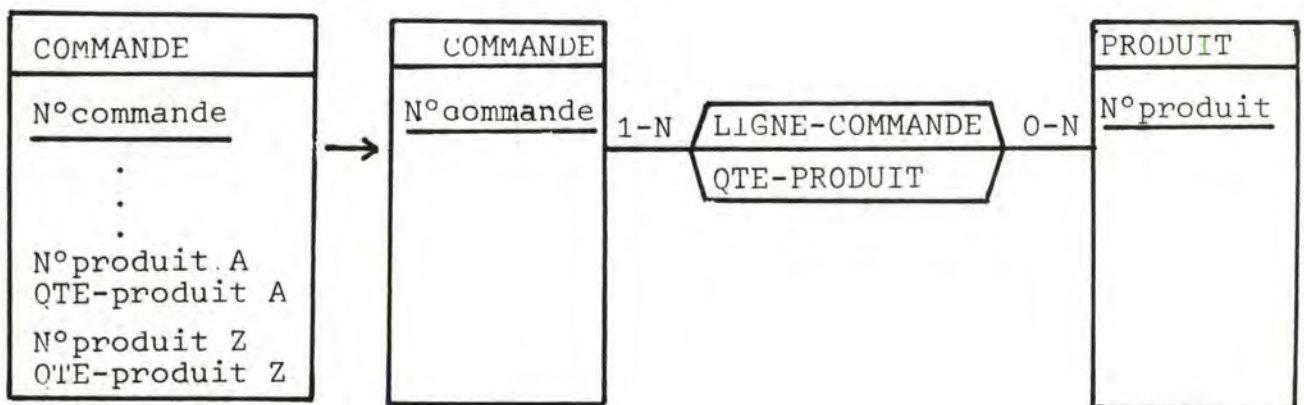 COMMANDE
N°commande
.
.
.
N°produit A
QTE-produit A
N°produit Z
QTE-produit Z
COMMANDE
N°commande
1-N
LIGNE-COMMANDE
QTE-PRODUIT
0-N
PRODUIT
N°produit